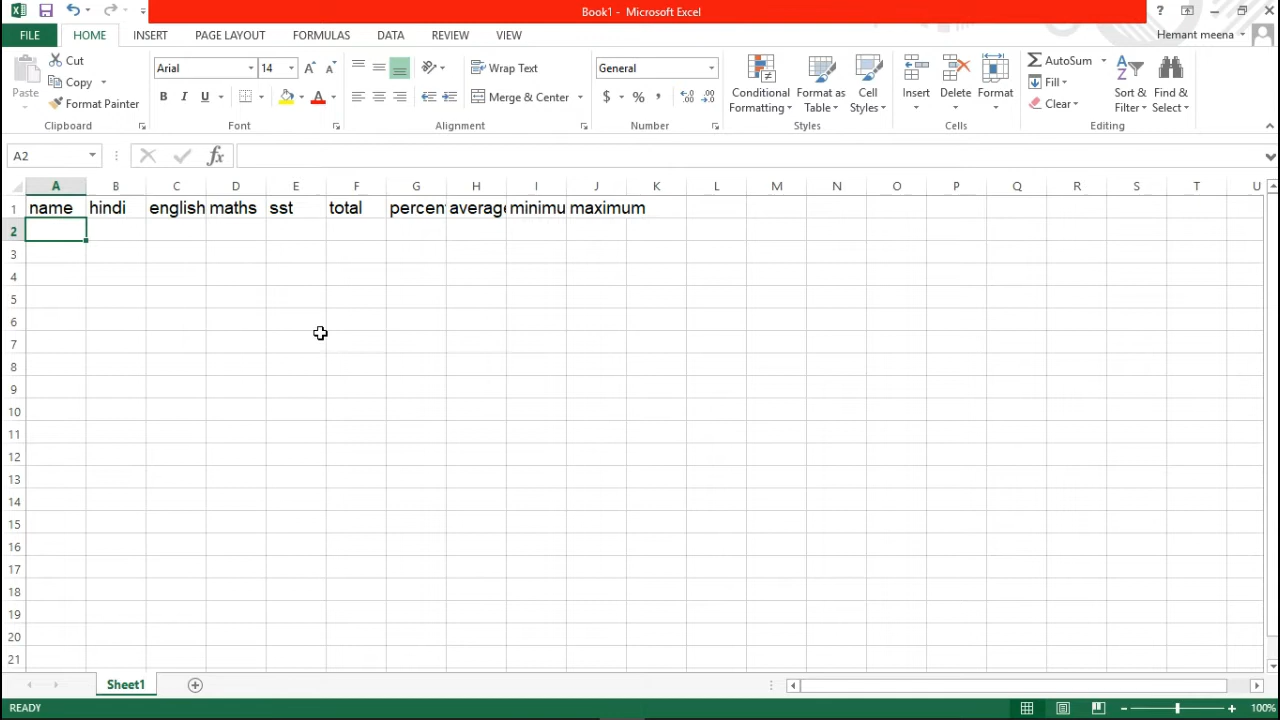 Book1 - Microsoft Excel ?
FILE HOME INSERT PAGE LAYOUT FORMULAS DATA REVIEW VIEW Hemant meena
Paste Cut Copy Format Painter Clipboard
Arial 14 A A B I U A Font
Wrap Text Merge & Center Alignment
General $ % , .0 .00 Number
Conditional Formatting Format as Table Cell Styles Styles
Insert Delete Format Cells
AutoSum Fill Clear Sort & Filter Find & Select Editing
A2 fx
A B C D E F G H I J K L M N O P Q R S T U
1 name hindi english maths sst total percen average minimu maximum
2
3
4
5
6
7
8
9
10
11
12
13
14
15
16
17
18
19
20
21
Sheet1
READY 100%